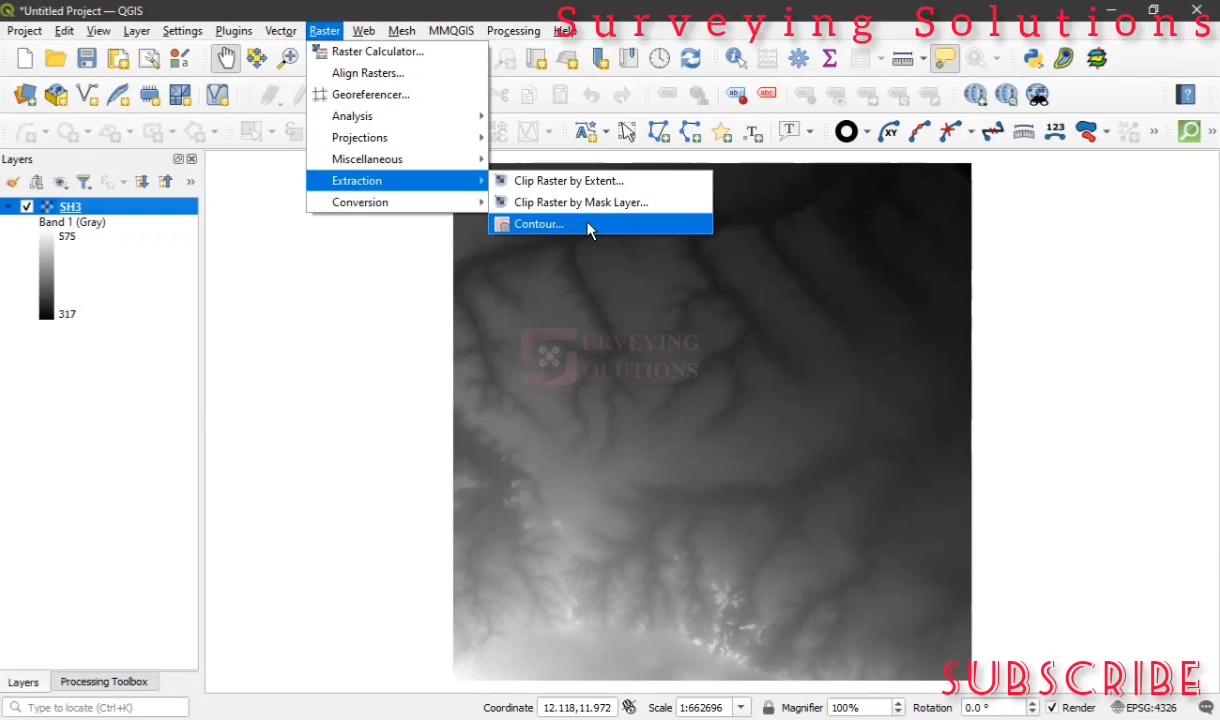 *Untitled Project — QGIS
Surveying Solutions
Project Edit View Layer Settings Plugins Vector Raster Web Mesh MMQGIS Processing Help
Raster Calculator...
Align Rasters...
Georeferencer...
Analysis
Projections
Miscellaneous
Extraction
Conversion
Clip Raster by Extent...
Clip Raster by Mask Layer...
Contour...
Layers
SH3
Band 1 (Gray)
575
317
URVEYING
SOLUTIONS
SUBSCRIBE
Layers Processing Toolbox
Type to locate (Ctrl+K)
Coordinate 12.118,11.972 Scale 1:662696 Magnifier 100% Rotation 0.0 ° Render EPSG:4326